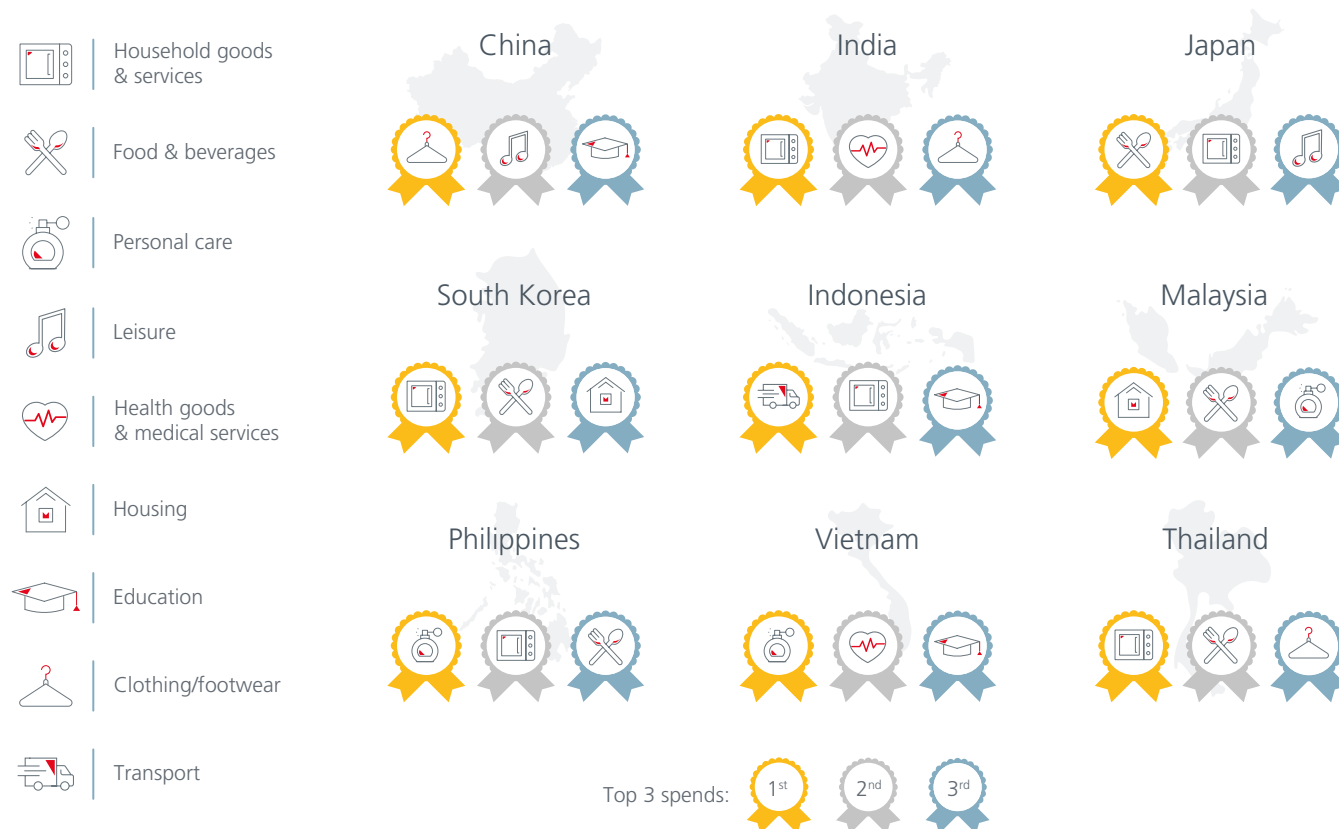 Household goods
& services
Food & beverages
Personal care
Leisure
Health goods
& medical services
Housing
Education
Clothing/footwear
Transport
China
India
Japan
South Korea
Indonesia
Malaysia
Philippines
Vietnam
Thailand
Top 3 spends:
1st
2nd
3rd